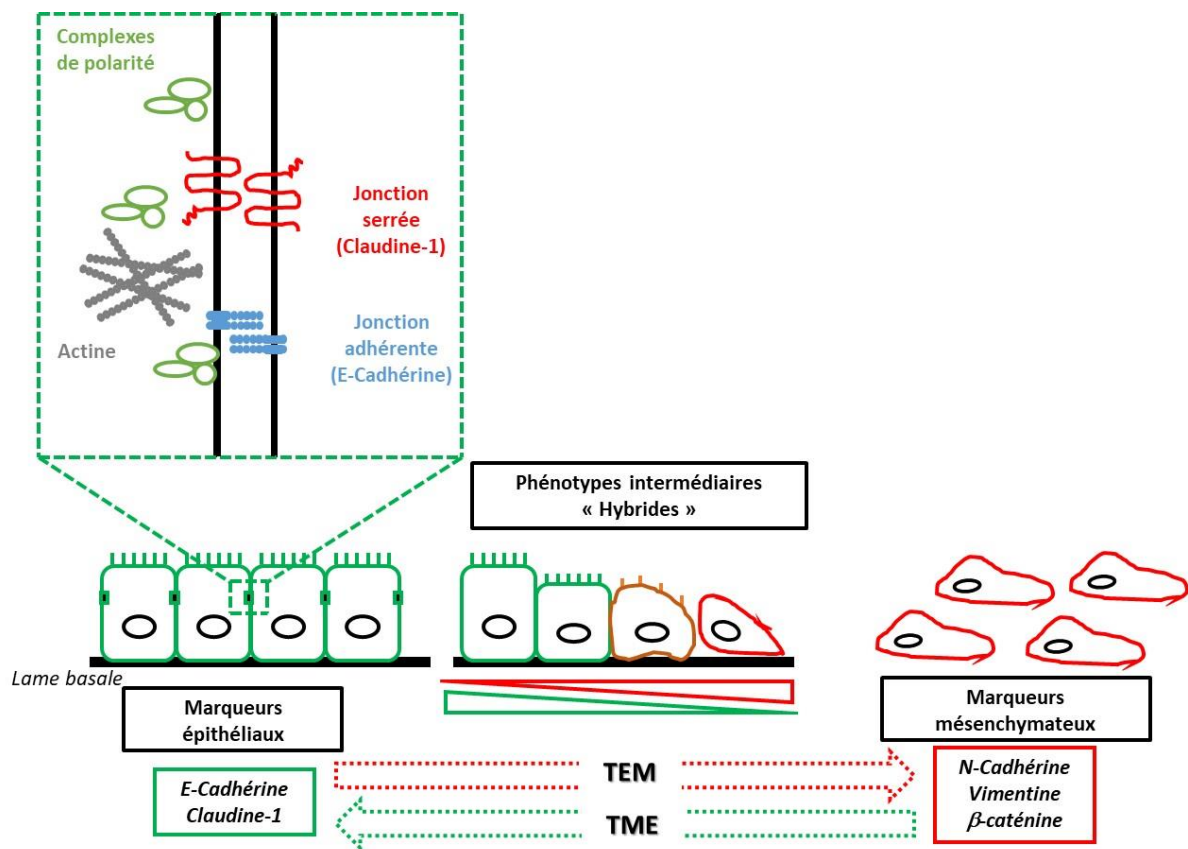 Complexes
de polarité
Jonction
serrée
(Claudine-1)
Jonction
adhérente
(E-Cadhérine)
Actine
Phénotypes intermédiaires
« Hybrides »
Lame basale
Marqueurs
épithéliaux
Marqueurs
mésenchymateux
E-Cadhérine
Claudine-1
TEM
TME
N-Cadhérine
Vimentine
β-caténine